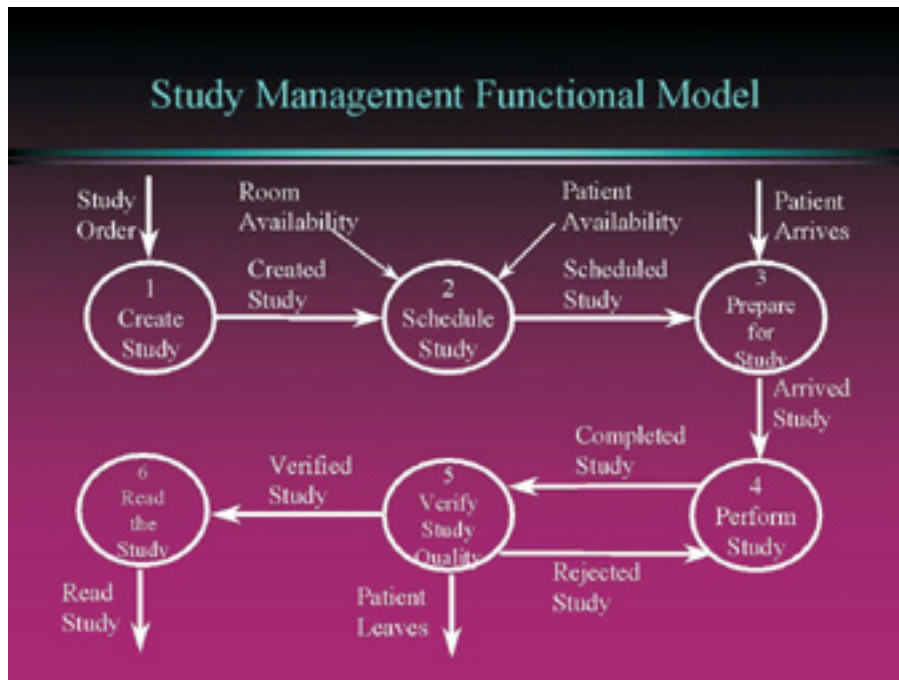 Study Management Functional Model
Study
Order
Room
Availability
Patient
Availability
Patient
Arrives
1
Create
Study
Created
Study
2
Schedule
Study
Scheduled
Study
3
Prepare
for
Study
Arrived
Study
6
Read
the
Study
Verified
Study
5
Verify
Study
Quality
Completed
Study
4
Perform
Study
Rejected
Study
Read
Study
Patient
Leaves